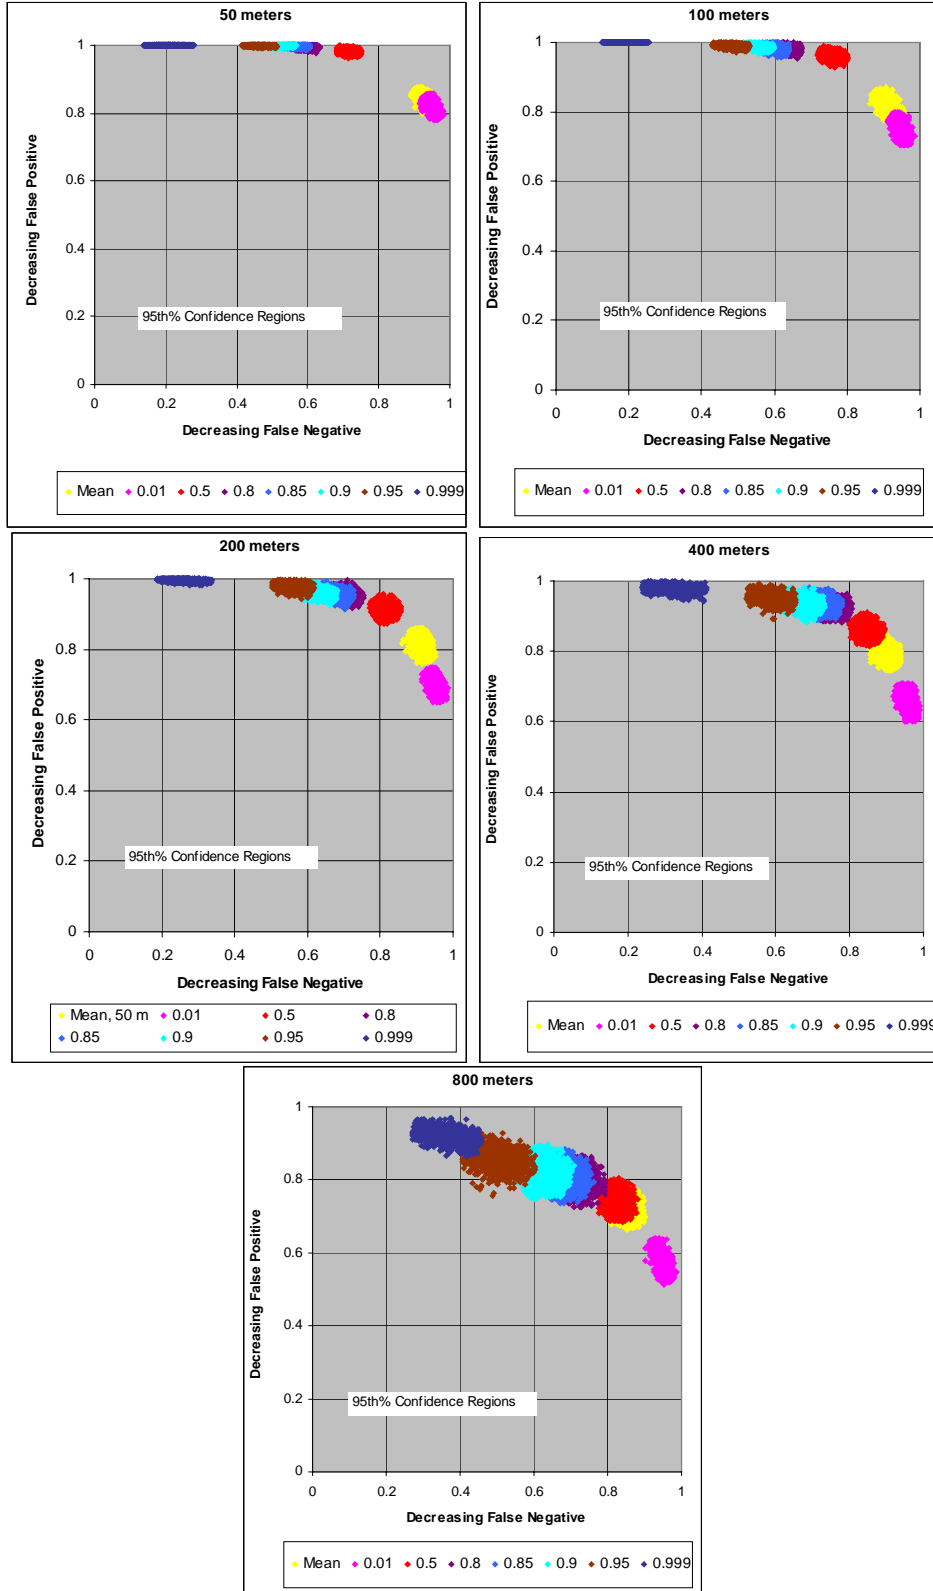 50 meters
1
0.8
0.6
0.4
0.2
0
Decreasing False Positive
95th% Confidence Regions
0 0.2 0.4 0.6 0.8 1
Decreasing False Negative
Mean 0.01 0.5 0.8 0.85 0.9 0.95 0.999
100 meters
1
0.8
0.6
0.4
0.2
0
Decreasing False Positive
95th% Confidence Regions
0 0.2 0.4 0.6 0.8 1
Decreasing False Negative
Mean 0.01 0.5 0.8 0.85 0.9 0.95 0.999
200 meters
1
0.8
0.6
0.4
0.2
0
Decreasing False Positive
95th% Confidence Regions
0 0.2 0.4 0.6 0.8 1
Decreasing False Negative
Mean, 50 m 0.01 0.5 0.8
0.85 0.9 0.95 0.999
400 meters
1
0.8
0.6
0.4
0.2
0
Decreasing False Positive
95th% Confidence Regions
0 0.2 0.4 0.6 0.8 1
Decreasing False Negative
Mean 0.01 0.5 0.8 0.85 0.9 0.95 0.999
800 meters
1
0.8
0.6
0.4
0.2
0
Decreasing False Positive
95th% Confidence Regions
0 0.2 0.4 0.6 0.8 1
Decreasing False Negative
Mean 0.01 0.5 0.8 0.85 0.9 0.95 0.999